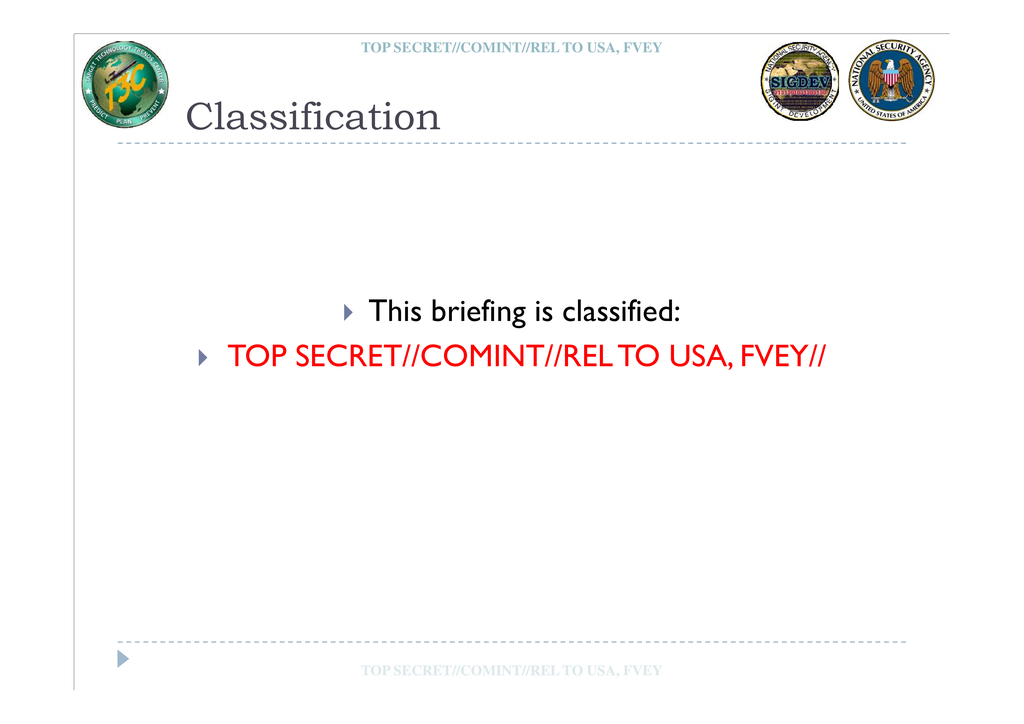 TOP SECRET//COMINT//REL TO USA, FVEY
TARGET TECHNOLOGY TRENDS CENTER
T3C
PREDICT PLAN PREVENT
NATIONAL SECURITY AGENCY
SIGDEV
SIGINT DEVELOPMENT
NATIONAL SECURITY AGENCY
UNITED STATES OF AMERICA
Classification
This briefing is classified:
TOP SECRET//COMINT//REL TO USA, FVEY//
TOP SECRET//COMINT//REL TO USA, FVEY